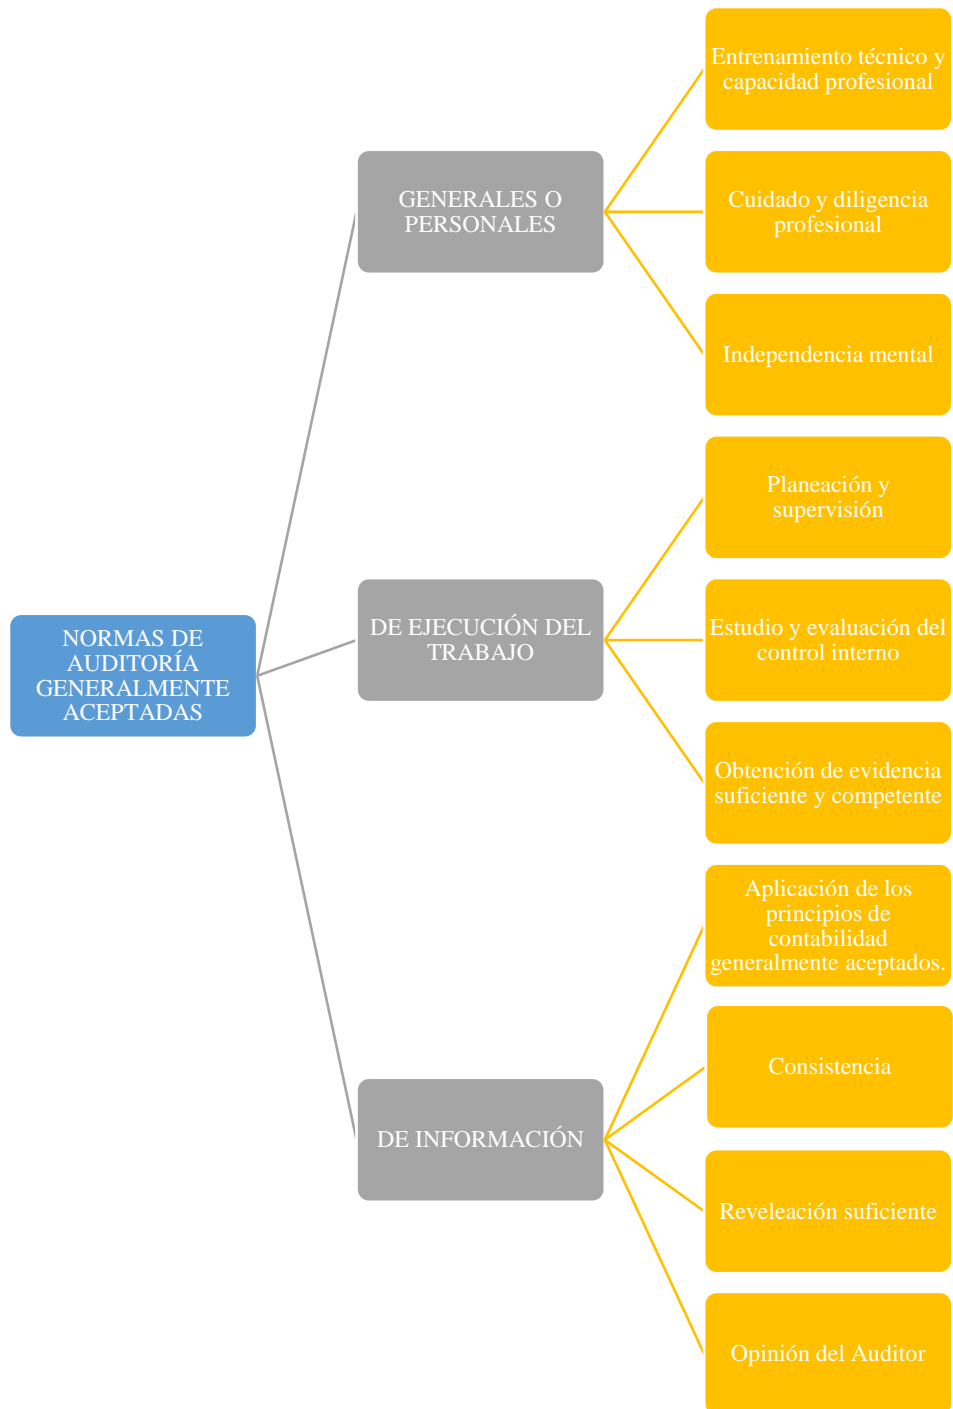 NORMAS DE
AUDITORÍA
GENERALMENTE
ACEPTADAS
GENERALES O
PERSONALES
Entrenamiento técnico y
capacidad profesional
Cuidado y diligencia
profesional
Independencia mental
DE EJECUCIÓN DEL
TRABAJO
Planeación y
supervisión
Estudio y evaluación del
control interno
Obtención de evidencia
suficiente y competente
DE INFORMACIÓN
Aplicación de los
principios de
contabilidad
generalmente aceptados.
Consistencia
Reveleación suficiente
Opinión del Auditor